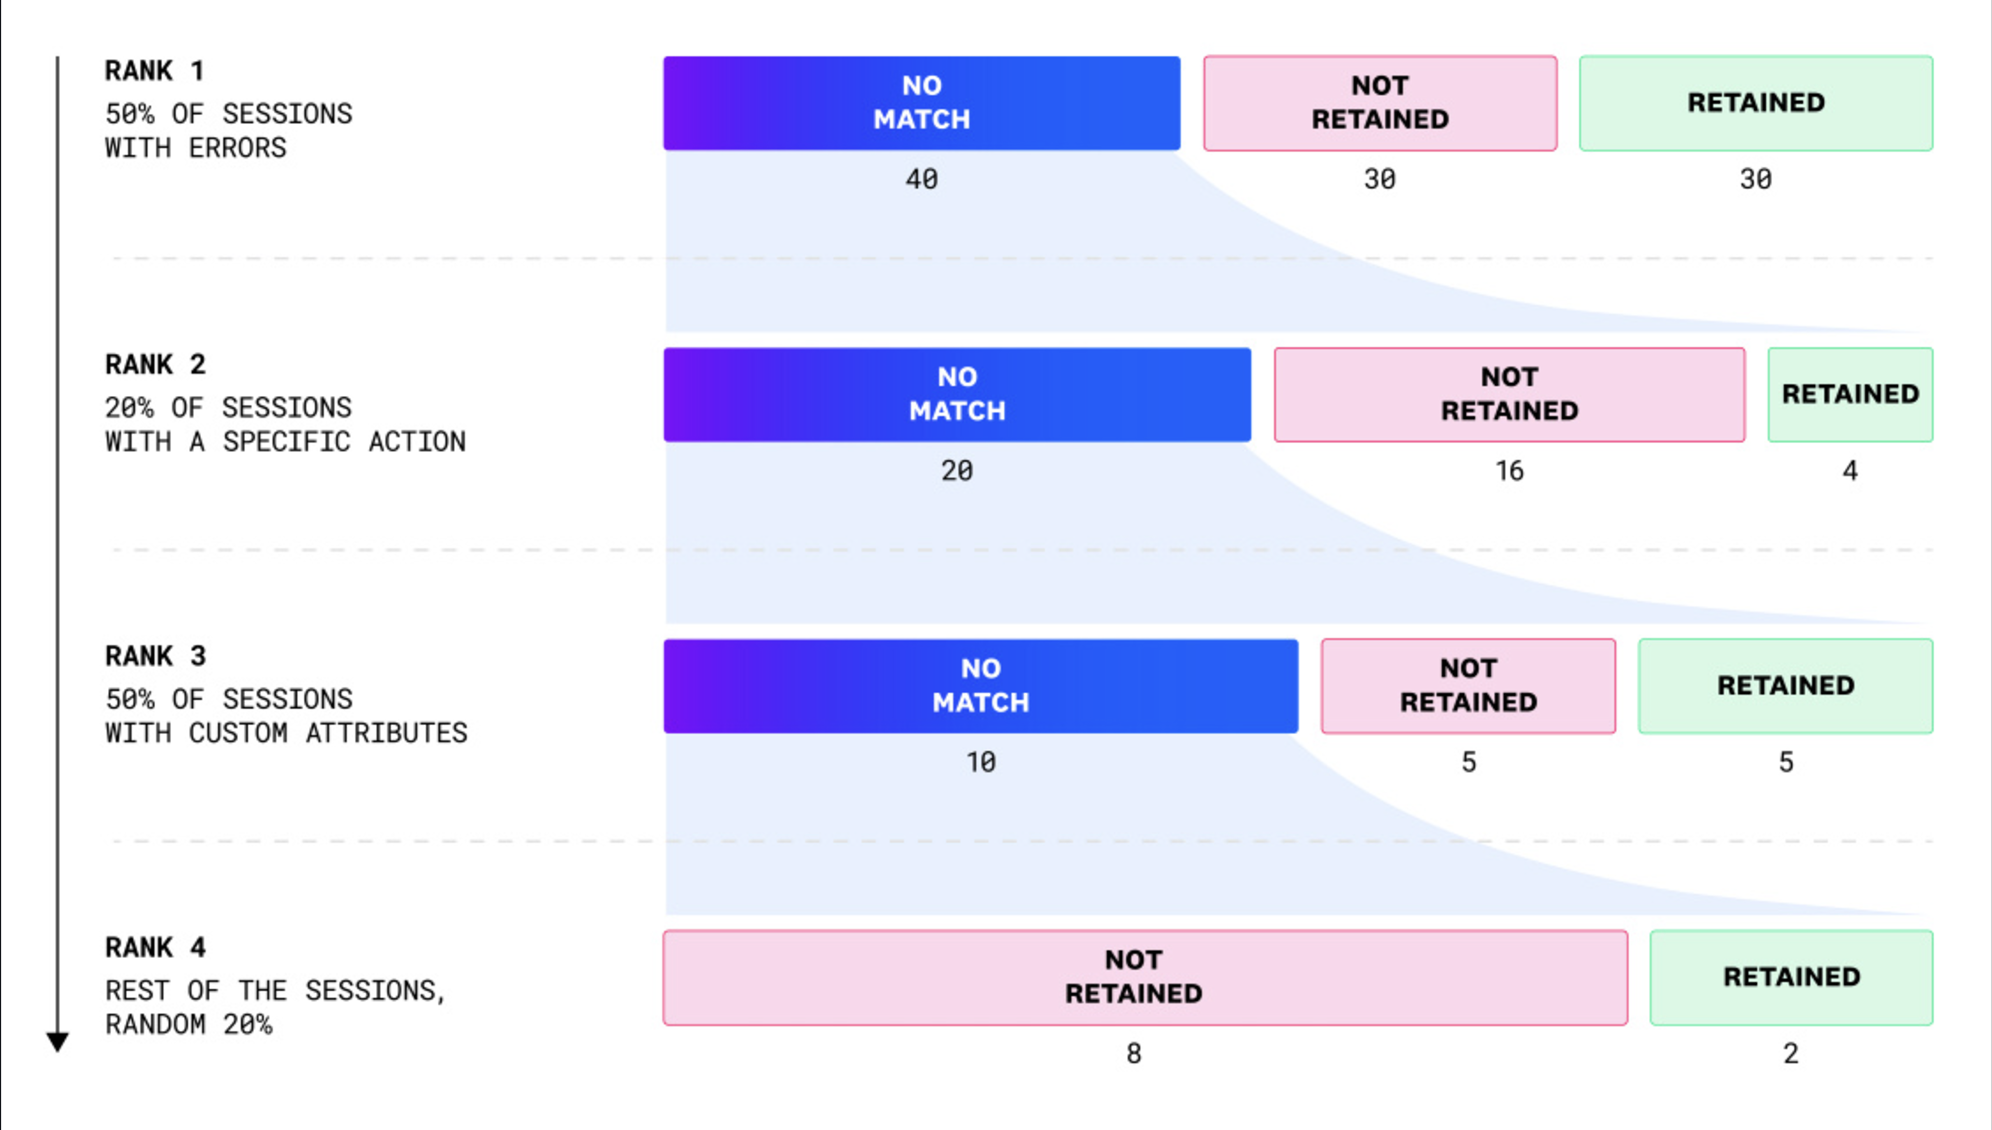 RANK 1
50% OF SESSIONS
WITH ERRORS
NO
MATCH
40
NOT
RETAINED
30
RETAINED
30
RANK 2
20% OF SESSIONS
WITH A SPECIFIC ACTION
NO
MATCH
20
NOT
RETAINED
16
RETAINED
4
RANK 3
50% OF SESSIONS
WITH CUSTOM ATTRIBUTES
NO
MATCH
10
NOT
RETAINED
5
RETAINED
5
RANK 4
REST OF THE SESSIONS,
RANDOM 20%
NOT
RETAINED
8
RETAINED
2